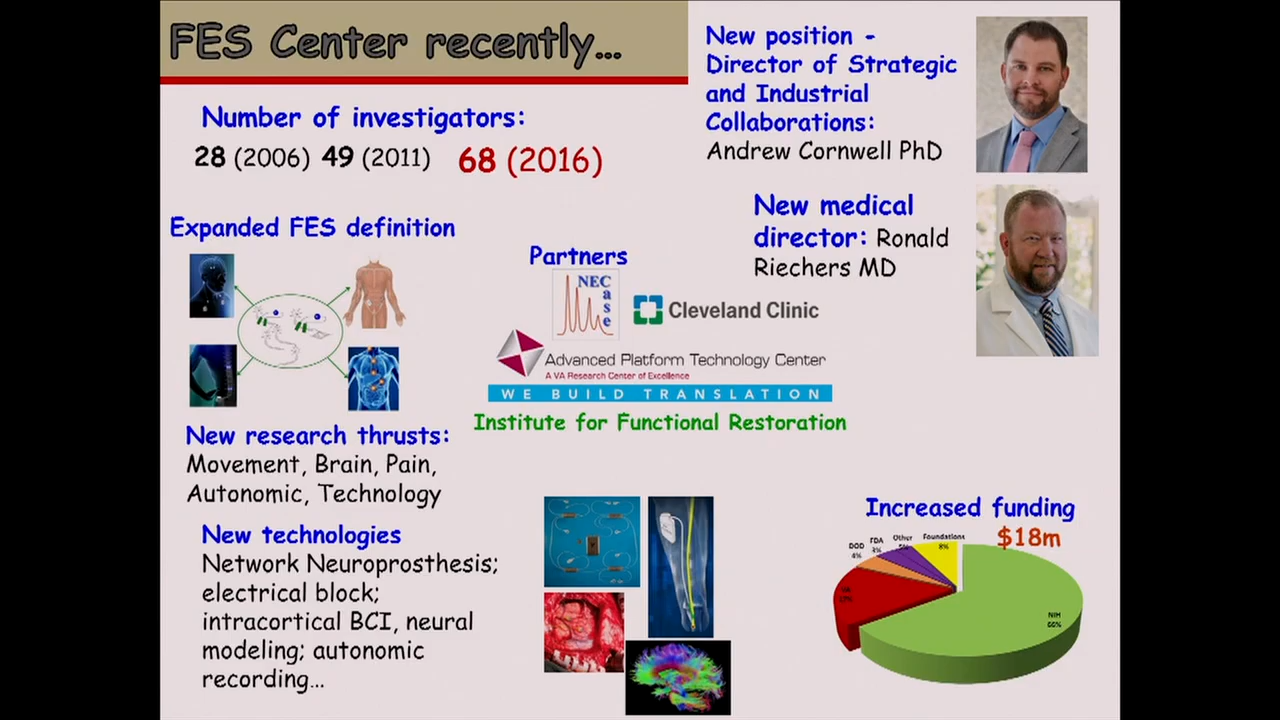 FES Center recently…
Number of investigators:
28 (2006) 49 (2011) 68 (2016)
New position -
Director of Strategic
and Industrial
Collaborations:
Andrew Cornwell PhD
New medical
director: Ronald
Riechers MD
Expanded FES definition
Partners
NEC
Case
Cleveland Clinic
Advanced Platform Technology Center
A VA Research Center of Excellence
WE BUILD TRANSLATION
Institute for Functional Restoration
New research thrusts:
Movement, Brain, Pain,
Autonomic, Technology
New technologies
Network Neuroprosthesis;
electrical block;
intracortical BCI, neural
modeling; autonomic
recording…
Increased funding
$18m
DOD
4%
FDA
Other
Foundations
8%
NIH
66%